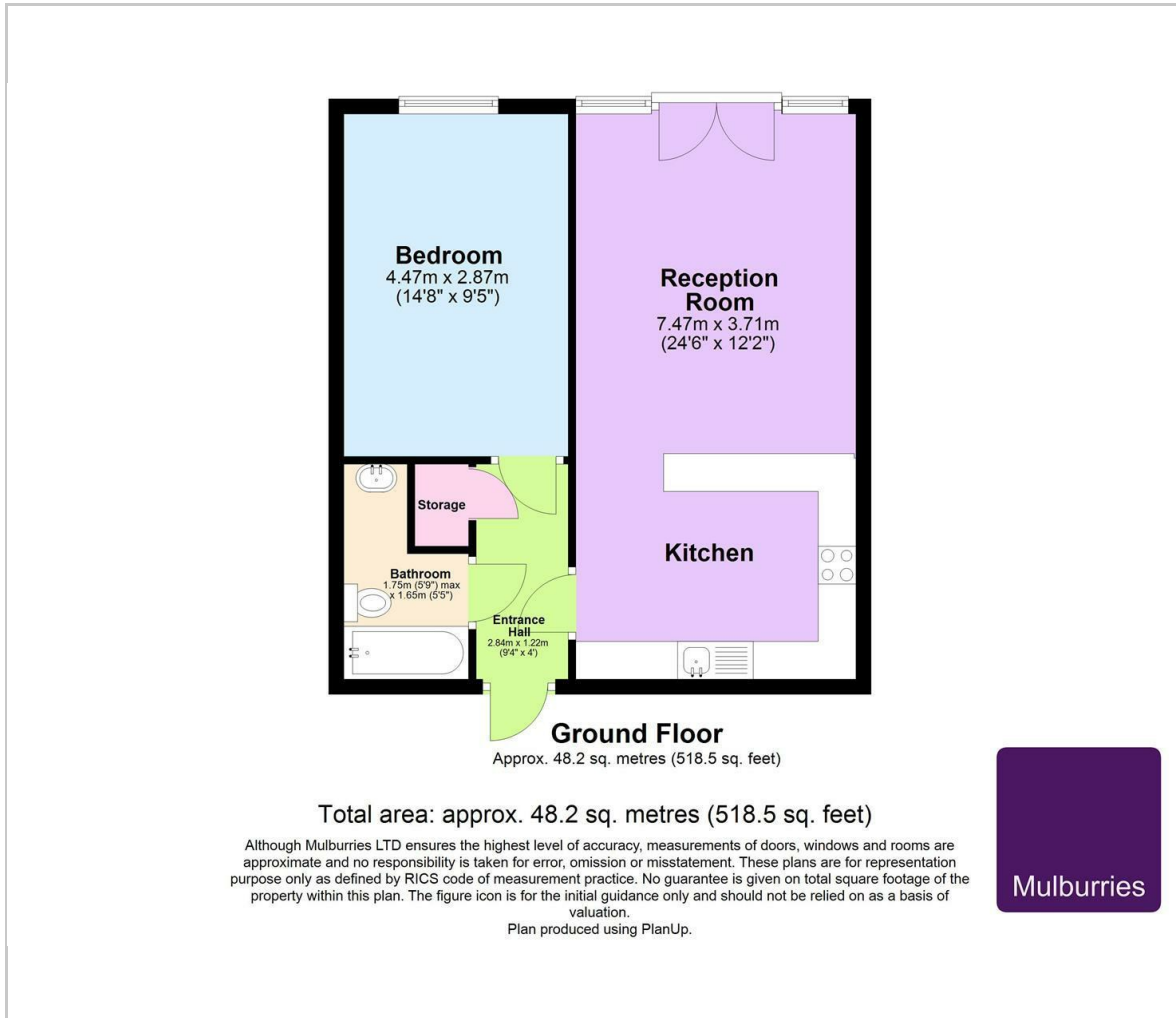 Bedroom
4.47m x 2.87m
(14'8" x 9'5")
Reception
Room
7.47m x 3.71m
(24'6" x 12'2")
Storage
Kitchen
Bathroom
1.75m (5'9") max
x 1.65m (5'5")
Entrance
Hall
2.84m x 1.22m
(9'4" x 4')
Ground Floor
Approx. 48.2 sq. metres (518.5 sq. feet)
Total area: approx. 48.2 sq. metres (518.5 sq. feet)
Although Mulburries LTD ensures the highest level of accuracy, measurements of doors, windows and rooms are
approximate and no responsibility is taken for error, omission or misstatement. These plans are for representation
purpose only as defined by RICS code of measurement practice. No guarantee is given on total square footage of the
property within this plan. The figure icon is for the initial guidance only and should not be relied on as a basis of
valuation.
Plan produced using PlanUp.
Mulburries